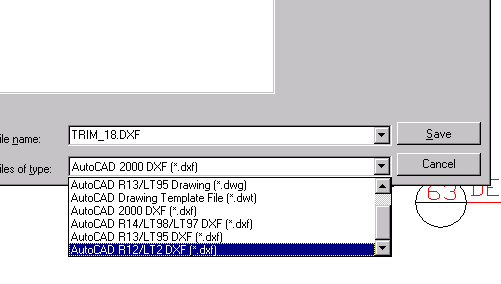 ile name:
TRIM_18.DXF
Save
iles of type:
AutoCAD 2000 DXF (*.dxf)
Cancel
AutoCAD R13/LT95 Drawing (*.dwg)
AutoCAD Drawing Template File (*.dwt)
AutoCAD 2000 DXF (*.dxf)
AutoCAD R14/LT98/LT97 DXF (*.dxf)
AutoCAD R13/LT95 DXF (*.dxf)
AutoCAD R12/LT2 DXF (*.dxf)
63 DE